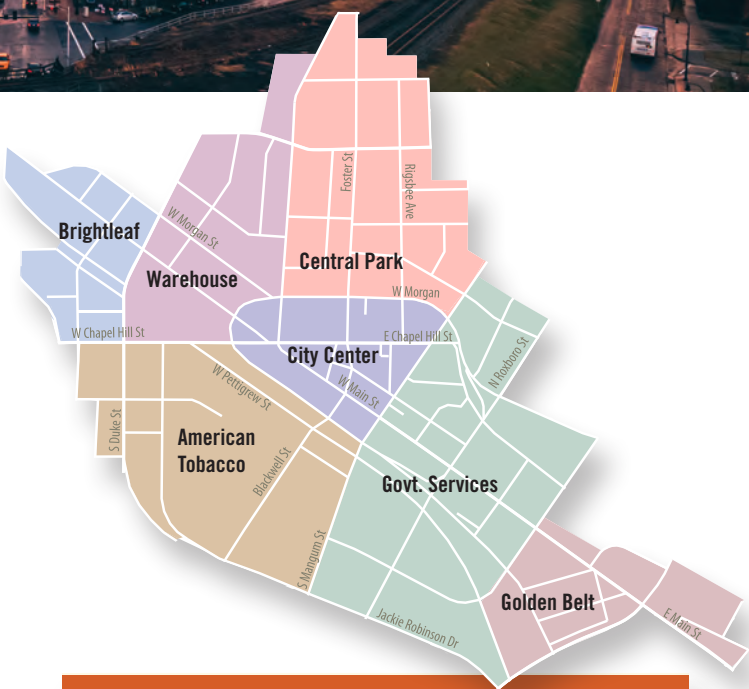 Foster St
Rigsbee Ave
W Morgan St
Brightleaf
Central Park
Warehouse
W Morgan
W Chapel Hill St
E Chapel Hill St
City Center
N Roxboro St
W Pettigrew St
W Main St
S Duke St
American
Tobacco
Blackwell St
Govt. Services
S Mangum St
Golden Belt
Jackie Robinson Dr
E Main St